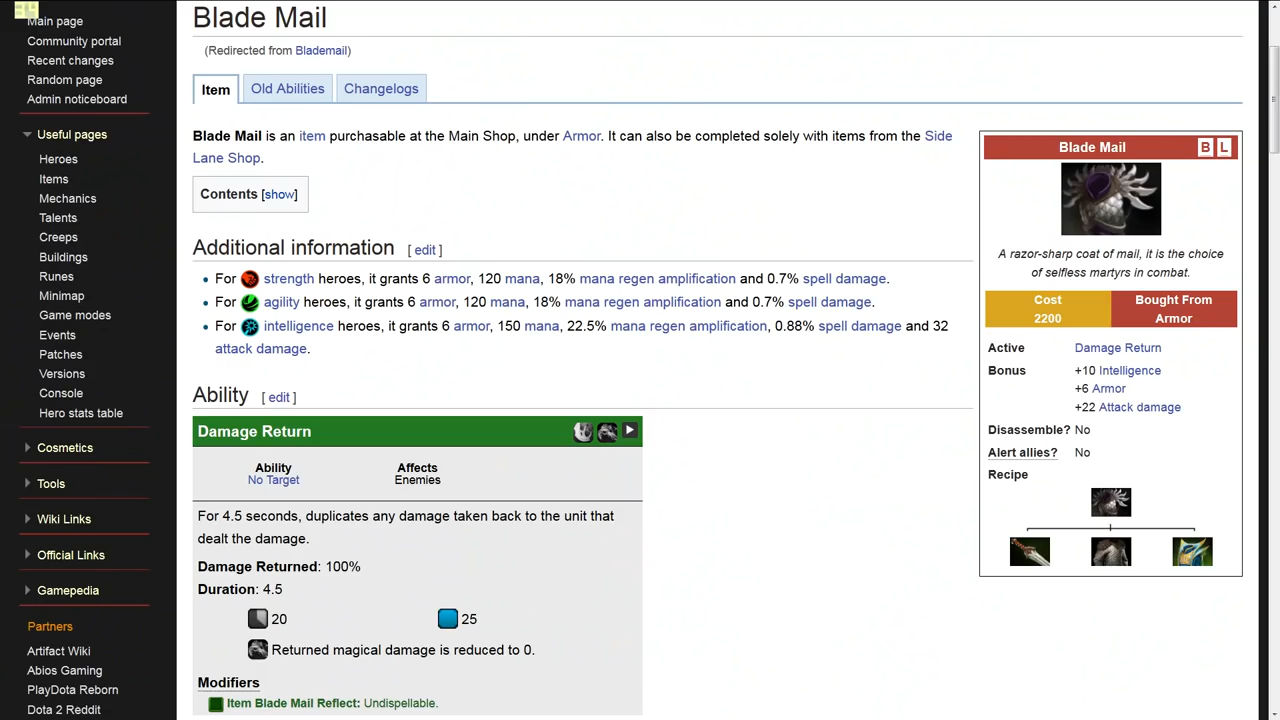 Main page
Community portal
Recent changes
Random page
Admin noticeboard
Useful pages
Heroes
Items
Mechanics
Talents
Creeps
Buildings
Runes
Minimap
Game modes
Events
Patches
Versions
Console
Hero stats table
Cosmetics
Tools
Wiki Links
Official Links
Gamepedia
Partners
Artifact Wiki
Abios Gaming
PlayDota Reborn
Dota 2 Reddit
Blade Mail
(Redirected from Blademail)
Item Old Abilities Changelogs
Blade Mail is an item purchasable at the Main Shop, under Armor. It can also be completed solely with items from the Side
Lane Shop.
Contents [show]
Additional information [ edit ]
• For strength heroes, it grants 6 armor, 120 mana, 18% mana regen amplification and 0.7% spell damage.
• For agility heroes, it grants 6 armor, 120 mana, 18% mana regen amplification and 0.7% spell damage.
• For intelligence heroes, it grants 6 armor, 150 mana, 22.5% mana regen amplification, 0.88% spell damage and 32
attack damage.
Ability [ edit ]
Damage Return
Ability Affects
No Target Enemies
For 4.5 seconds, duplicates any damage taken back to the unit that
dealt the damage.
Damage Returned: 100%
Duration: 4.5
20 25
Returned magical damage is reduced to 0.
Modifiers
Item Blade Mail Reflect: Undispellable.
Blade Mail B L
A razor-sharp coat of mail, it is the choice
of selfless martyrs in combat.
Cost Bought From
2200 Armor
Active Damage Return
Bonus +10 Intelligence
+6 Armor
+22 Attack damage
Disassemble? No
Alert allies? No
Recipe